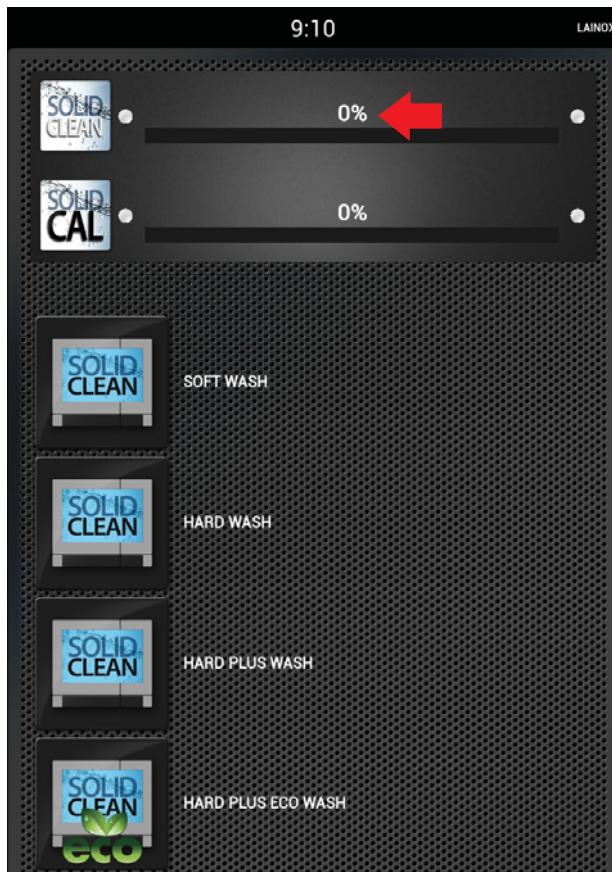 9:10
LAINOX
SOLID
CLEAN
0%
SOLID
CAL
0%
SOLID
CLEAN
SOFT WASH
SOLID
CLEAN
HARD WASH
SOLID
CLEAN
HARD PLUS WASH
SOLID
CLEAN
eco
HARD PLUS ECO WASH